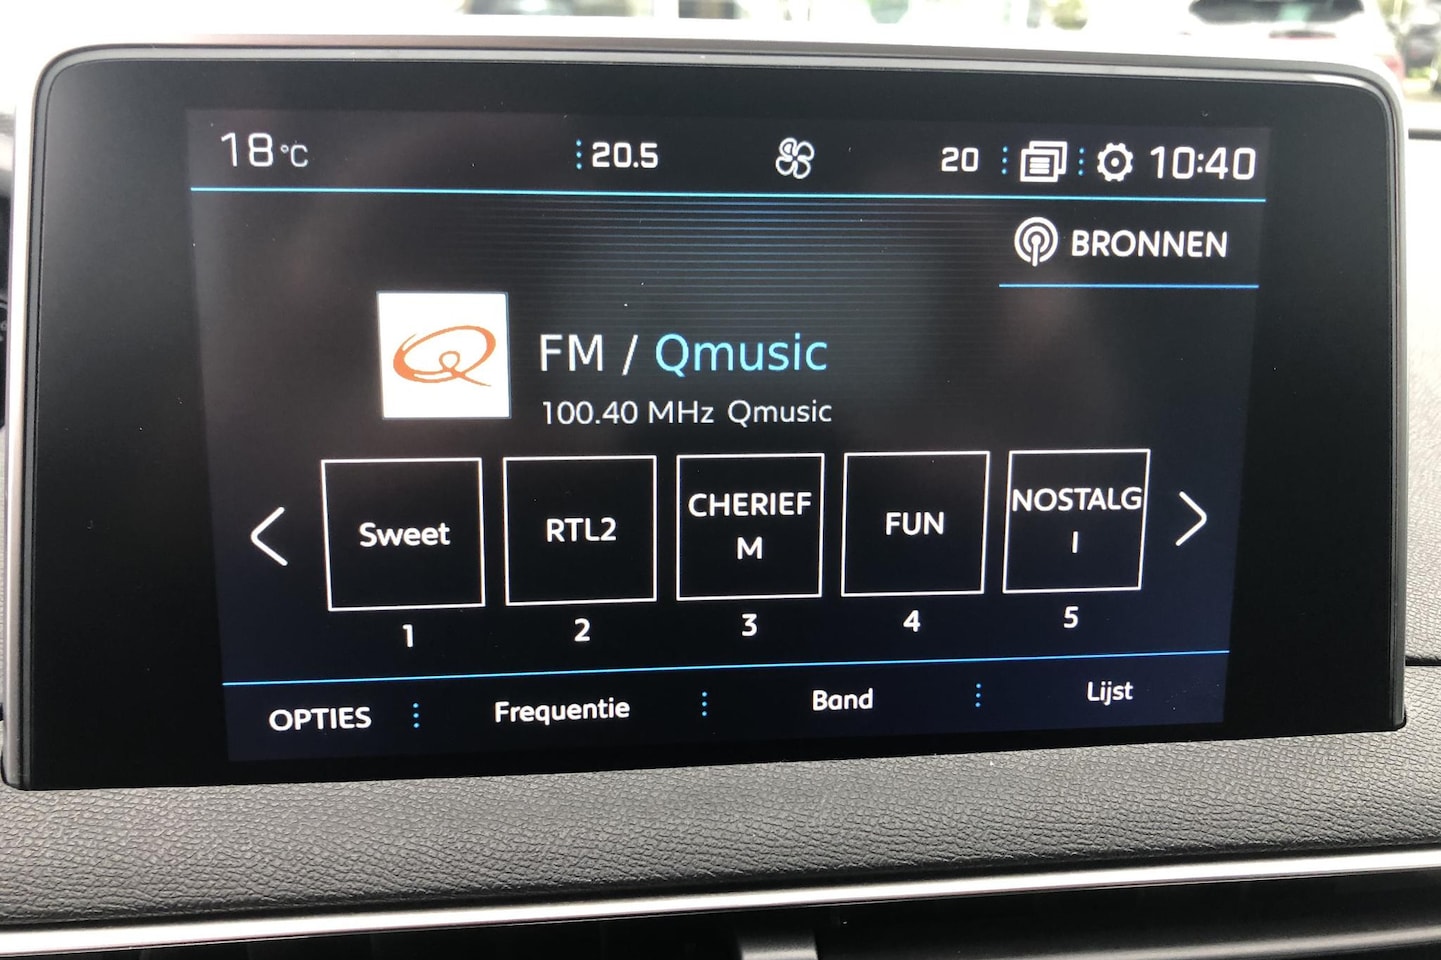 18°C 20.5 20 10:40
BRONNEN
FM / Qmusic
100.40 MHz Qmusic
Sweet
RTL2
CHERIEF
M
FUN
NOSTALG
I
1 2 3 4 5
OPTIES Frequentie Band Lijst